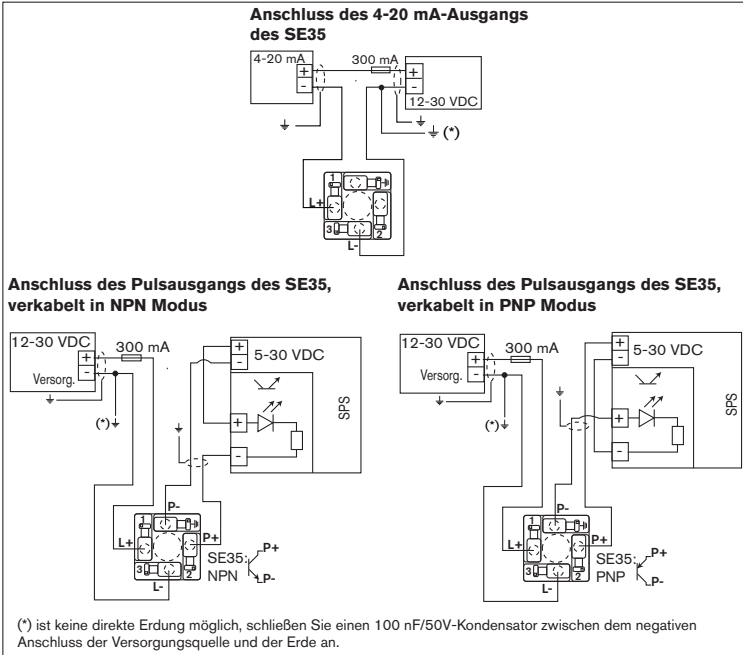 Anschluss des 4-20 mA-Ausgangs
des SE35
4-20 mA
300 mA
+
-
+
-
12-30 VDC
(*)
1
L+
3
2
L-
Anschluss des Pulsausgangs des SE35,
verkabelt in NPN Modus
12-30 VDC
+
300 mA
Versorg.
-
(*)
+
-
5-30 VDC
SPS
+
-
P-
1
L+
P+
3
2
L-
SE35:
NPN
P+
P-
Anschluss des Pulsausgangs des SE35,
verkabelt in PNP Modus
12-30 VDC
+
300 mA
Versorg.
-
(*)
+
-
5-30 VDC
SPS
+
-
P-
1
L+
P+
3
2
L-
SE35:
PNP
P+
P-
(*) ist keine direkte Erdung möglich, schließen Sie einen 100 nF/50V-Kondensator zwischen dem negativen
Anschluss der Versorgungsquelle und der Erde an.